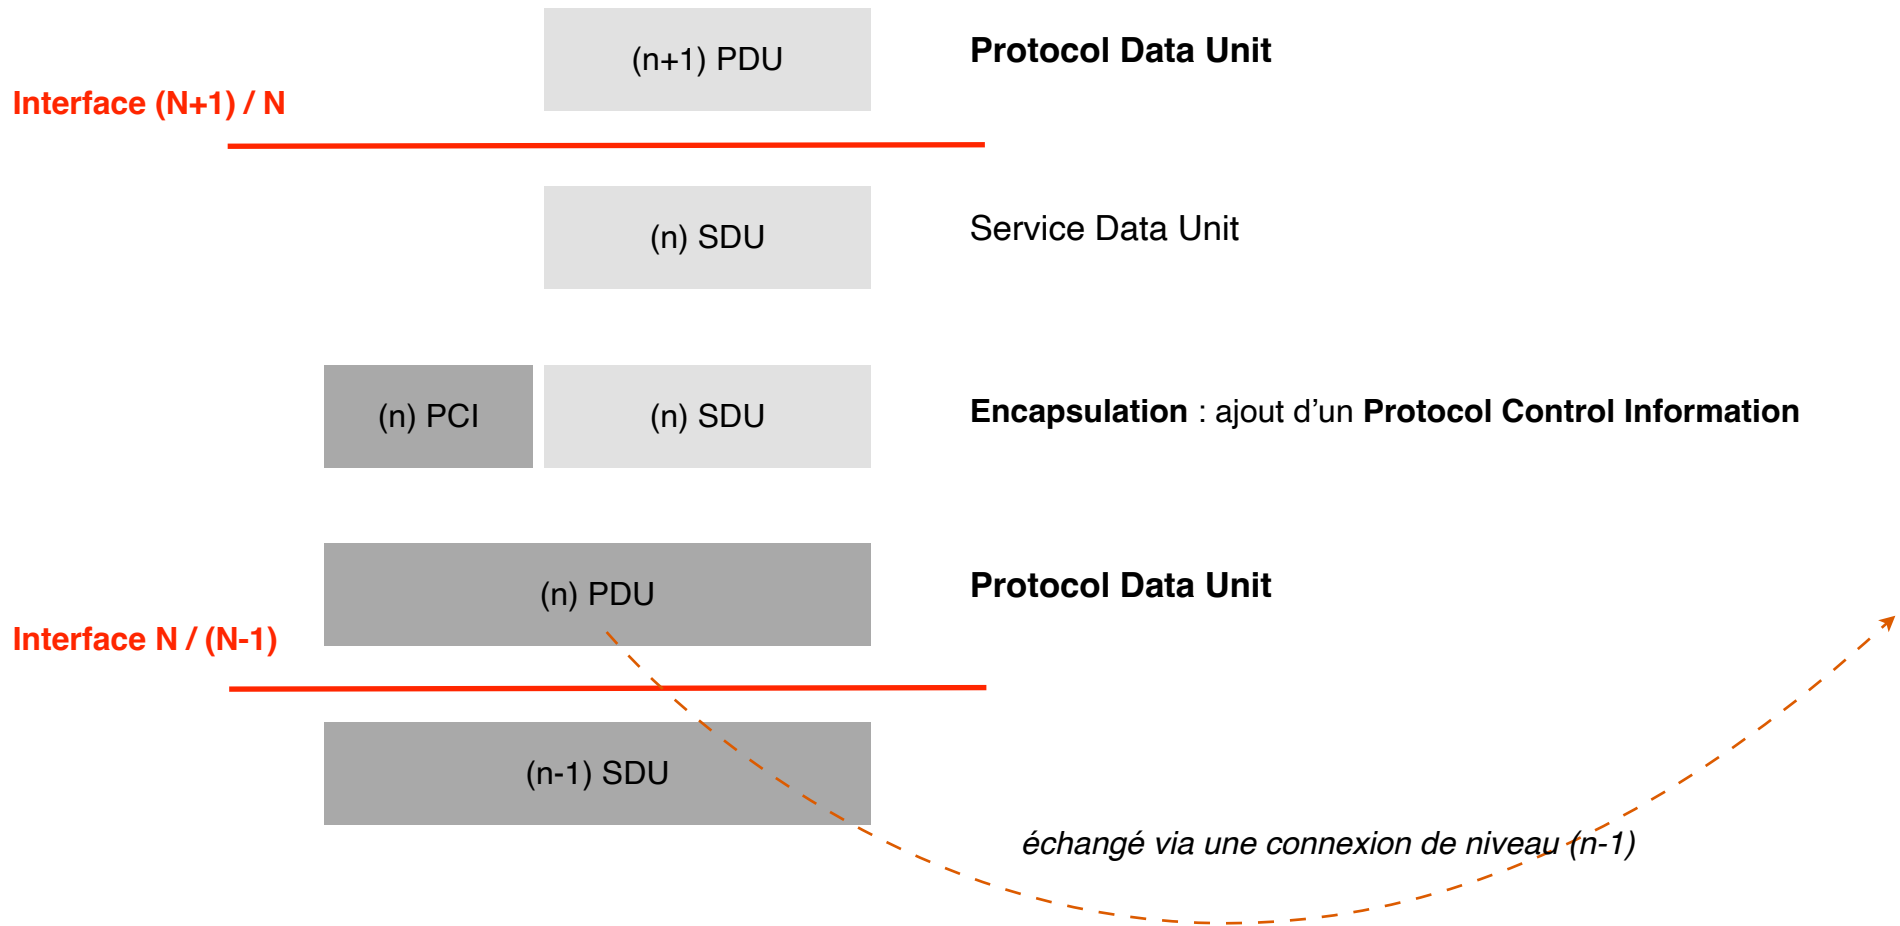 (n+1) PDU
Protocol Data Unit
Interface (N+1) / N
(n) SDU
Service Data Unit
(n) PCI
(n) SDU
Encapsulation : ajout d’un Protocol Control Information
(n) PDU
Protocol Data Unit
Interface N / (N-1)
(n-1) SDU
échangé via une connexion de niveau (n-1)